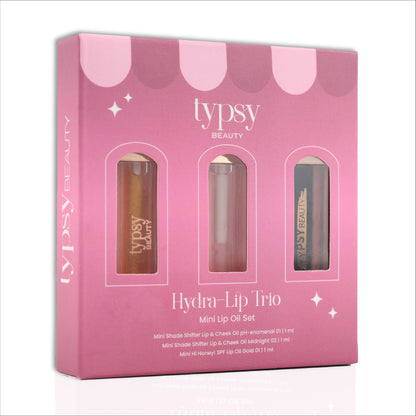 typsy
BEAUTY
typsy
BEAUTY
typsy
BEAUTY
TYPSY
BEAUTY
Hydra-Lip Trio
Mini Lip Oil Set
Mini Shade Shifter Lip & Cheek Oil pH-enomenal 01 | 1 ml
Mini Shade Shifter Lip & Cheek Oil Midnight 02 | 1 ml
Mini Hi Honey! SPF Lip Oil Gold 01 | 1 ml